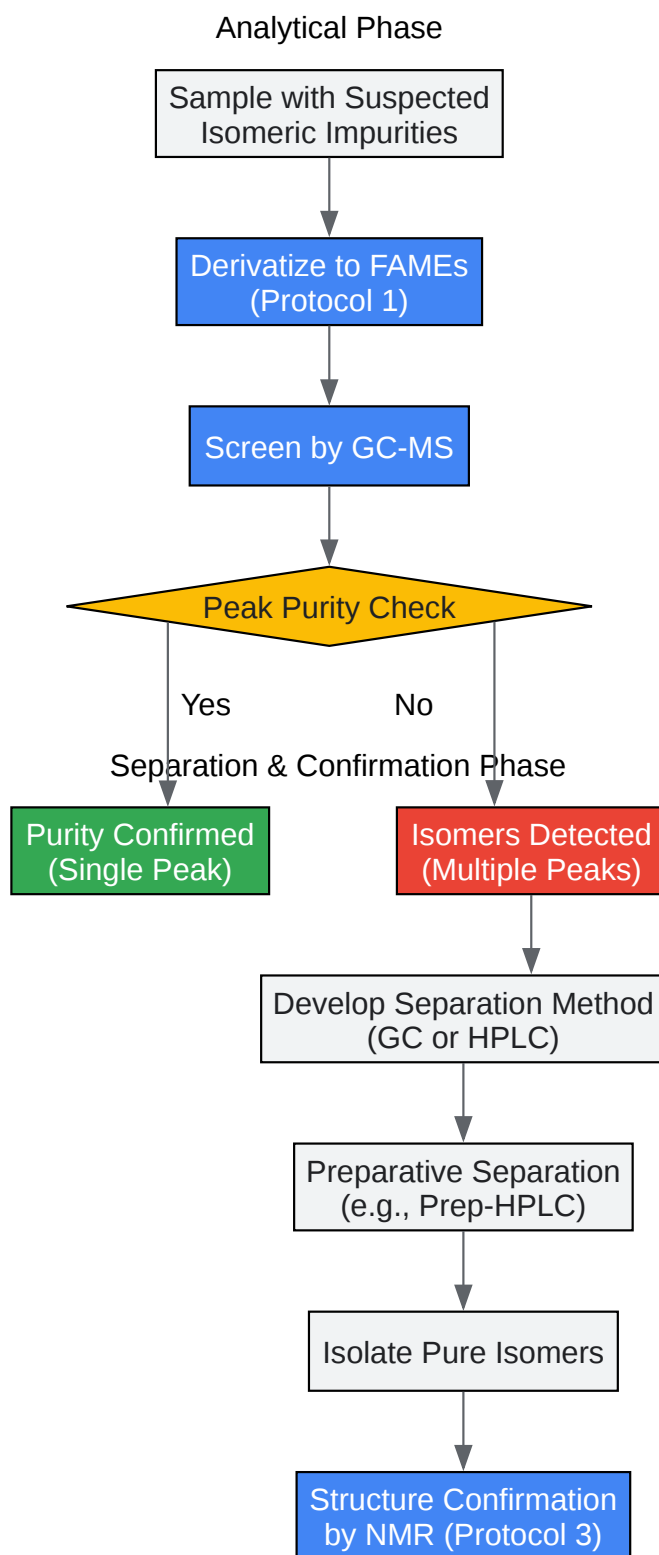 Analytical Phase
Sample with Suspected
Isomeric Impurities
Derivatize to FAMEs
(Protocol 1)
Screen by GC-MS
Peak Purity Check
Yes
No
Separation & Confirmation Phase
Purity Confirmed
(Single Peak)
Isomers Detected
(Multiple Peaks)
Develop Separation Method
(GC or HPLC)
Preparative Separation
(e.g., Prep-HPLC)
Isolate Pure Isomers
Structure Confirmation
by NMR (Protocol 3)